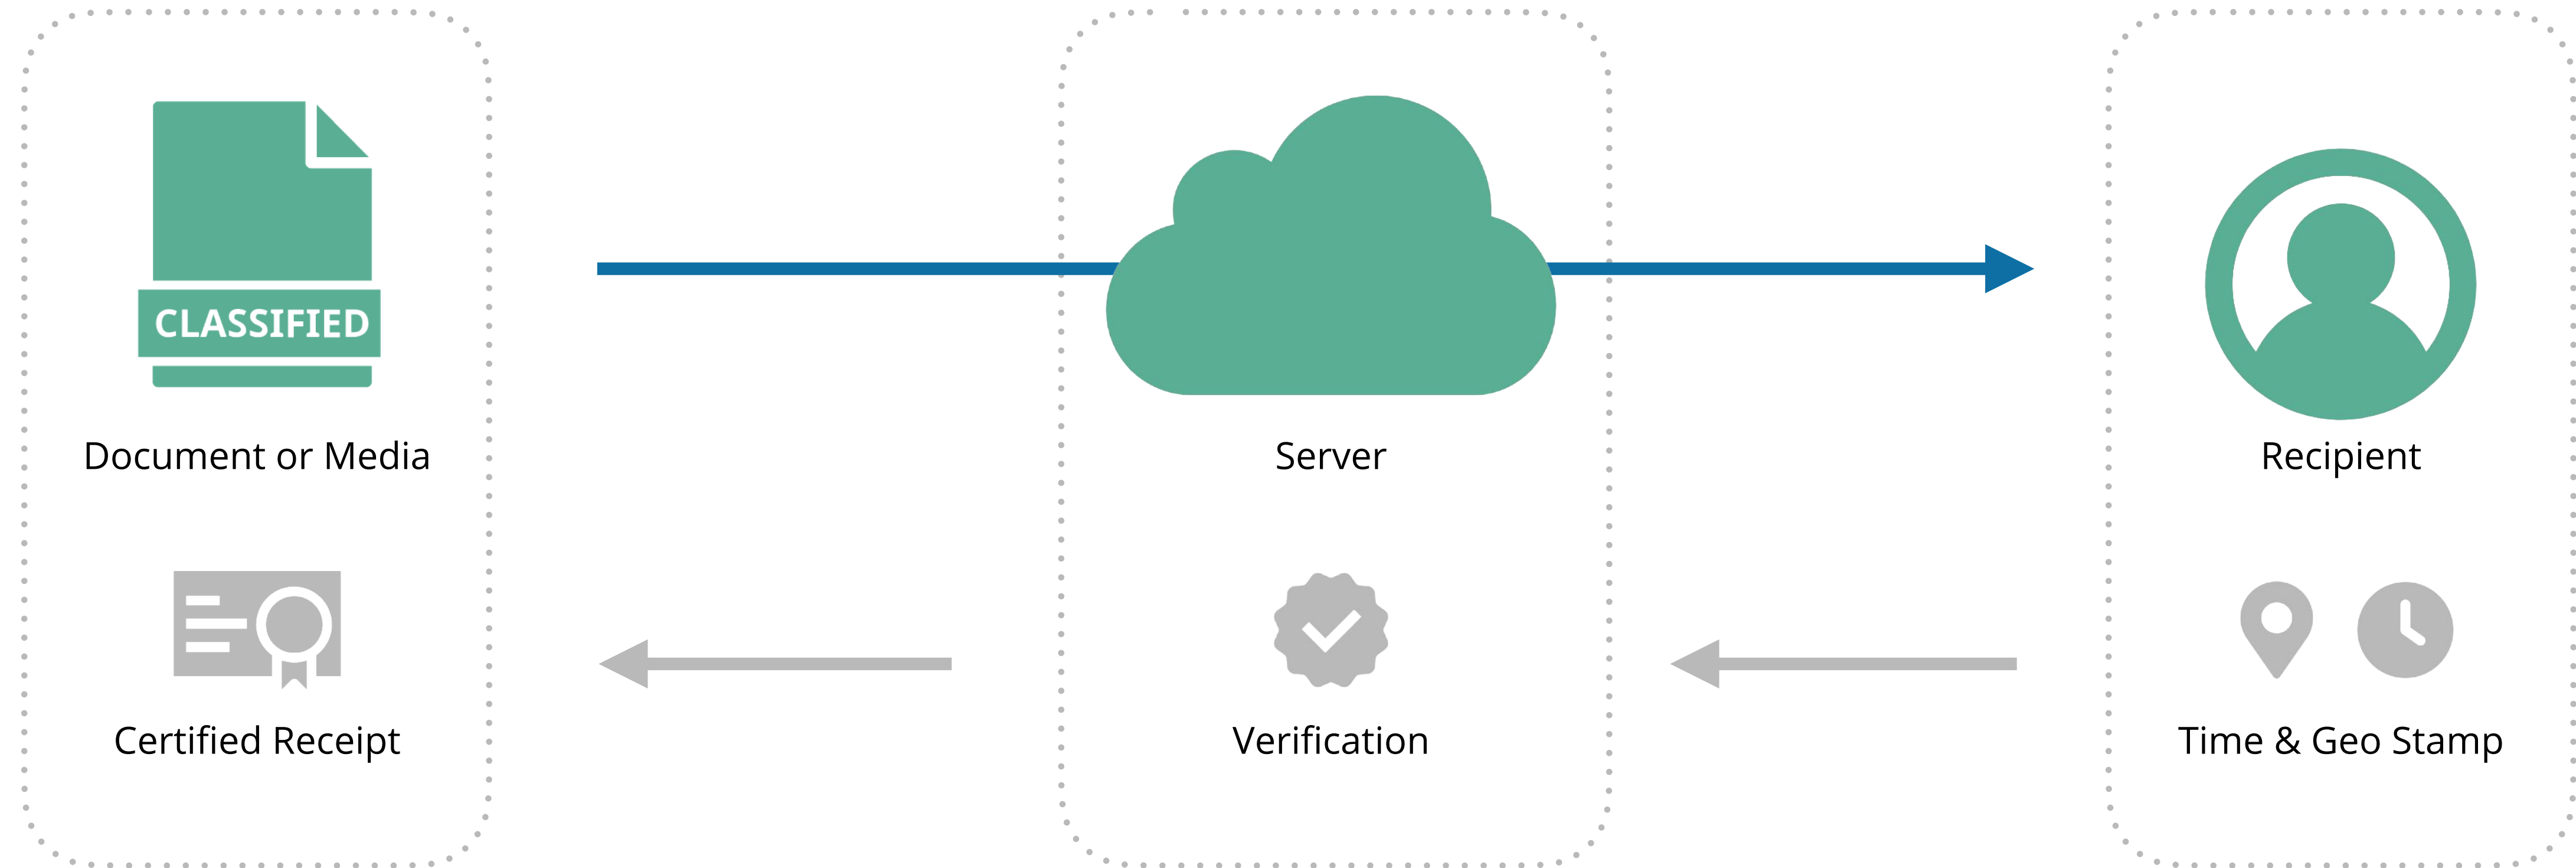 CLASSIFIED
Document or Media
Server
Recipient
Certified Receipt
Verification
Time & Geo Stamp